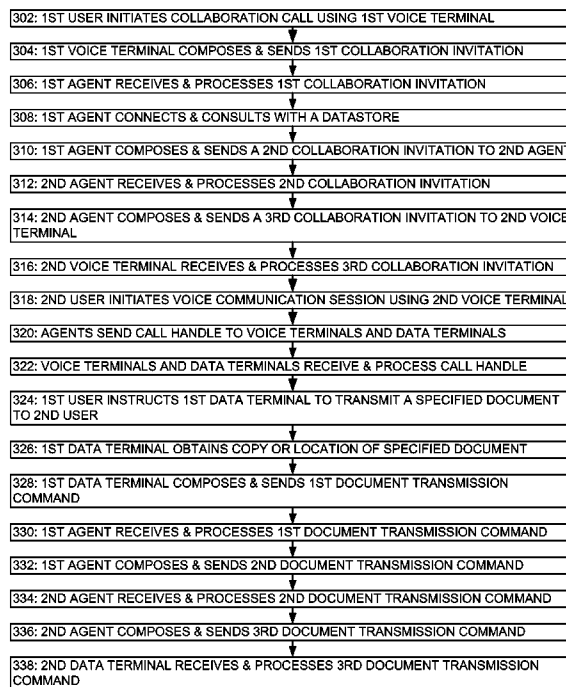 302: 1ST USER INITIATES COLLABORATION CALL USING 1ST VOICE TERMINAL
304: 1ST VOICE TERMINAL COMPOSES & SENDS 1ST COLLABORATION INVITATION
306: 1ST AGENT RECEIVES & PROCESSES 1ST COLLABORATION INVITATION
308: 1ST AGENT CONNECTS & CONSULTS WITH A DATASTORE
310: 1ST AGENT COMPOSES & SENDS A 2ND COLLABORATION INVITATION TO 2ND AGENT
312: 2ND AGENT RECEIVES & PROCESSES 2ND COLLABORATION INVITATION
314: 2ND AGENT COMPOSES & SENDS A 3RD COLLABORATION INVITATION TO 2ND VOICE
TERMINAL
316: 2ND VOICE TERMINAL RECEIVES & PROCESSES 3RD COLLABORATION INVITATION
318: 2ND USER INITIATES VOICE COMMUNICATION SESSION USING 2ND VOICE TERMINAL
320: AGENTS SEND CALL HANDLE TO VOICE TERMINALS AND DATA TERMINALS
322: VOICE TERMINALS AND DATA TERMINALS RECEIVE & PROCESS CALL HANDLE
324: 1ST USER INSTRUCTS 1ST DATA TERMINAL TO TRANSMIT A SPECIFIED DOCUMENT
TO 2ND USER
326: 1ST DATA TERMINAL OBTAINS COPY OR LOCATION OF SPECIFIED DOCUMENT
328: 1ST DATA TERMINAL COMPOSES & SENDS 1ST DOCUMENT TRANSMISSION
COMMAND
330: 1ST AGENT RECEIVES & PROCESSES 1ST DOCUMENT TRANSMISSION COMMAND
332: 1ST AGENT COMPOSES & SENDS 2ND DOCUMENT TRANSMISSION COMMAND
334: 2ND AGENT RECEIVES & PROCESSES 2ND DOCUMENT TRANSMISSION COMMAND
336: 2ND AGENT COMPOSES & SENDS 3RD DOCUMENT TRANSMISSION COMMAND
338: 2ND DATA TERMINAL RECEIVES & PROCESSES 3RD DOCUMENT TRANSMISSION
COMMAND